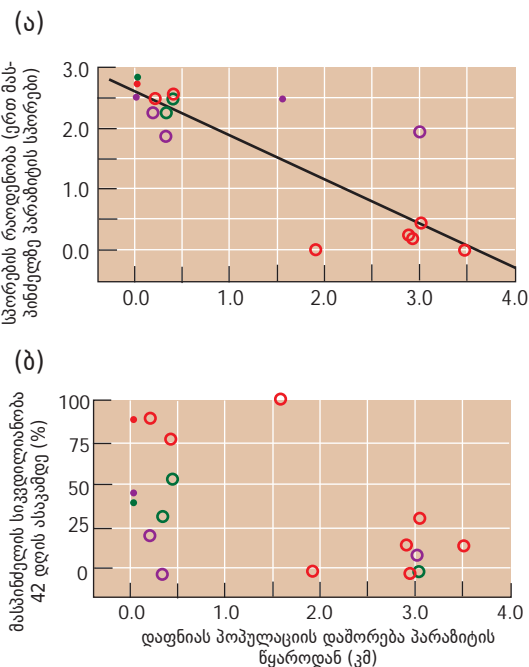 (ა)
სპორების რაოდენობა (ერთ მას-
პინძელზე პარაზიტის სპორები)
3.0
2.0
1.0
0.0
0.0 1.0 2.0 3.0 4.0
(ბ)
მასპინძელის სიკვდილიანობა
42 დღის ასაკამდე (%)
100
75
50
25
0
0.0 1.0 2.0 3.0 4.0
დაფნიას პოპულაციის დაშორება პარაზიტის
წყაროდან (კმ)